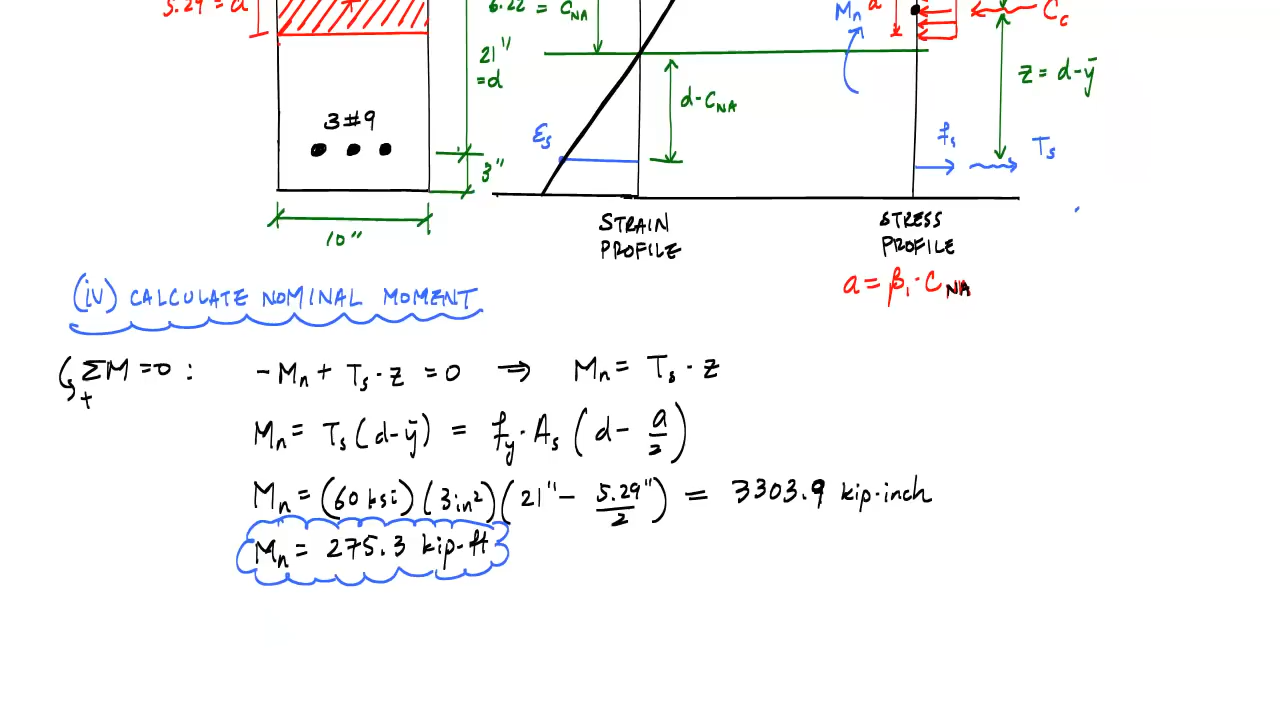 5.29 = a
6.22 = C_NA
21"
= d
3 # 9
3"
10"
d - C_NA
ε_s
STRAIN
PROFILE
M_n
a
C_c
z = d - ȳ
f_s
T_s
STRESS
PROFILE
a = β₁ · C_NA
(iv) CALCULATE NOMINAL MOMENT
+ ΣM = 0 : - M_n + T_s · z = 0 ⇒ M_n = T_s · z
M_n = T_s (d - ȳ) = f_y · A_s (d - a/2)
M_n = (60 ksi)(3 in²)(21" - 5.29"/2) = 3303.9 kip·inch
M_n = 275.3 kip-ft